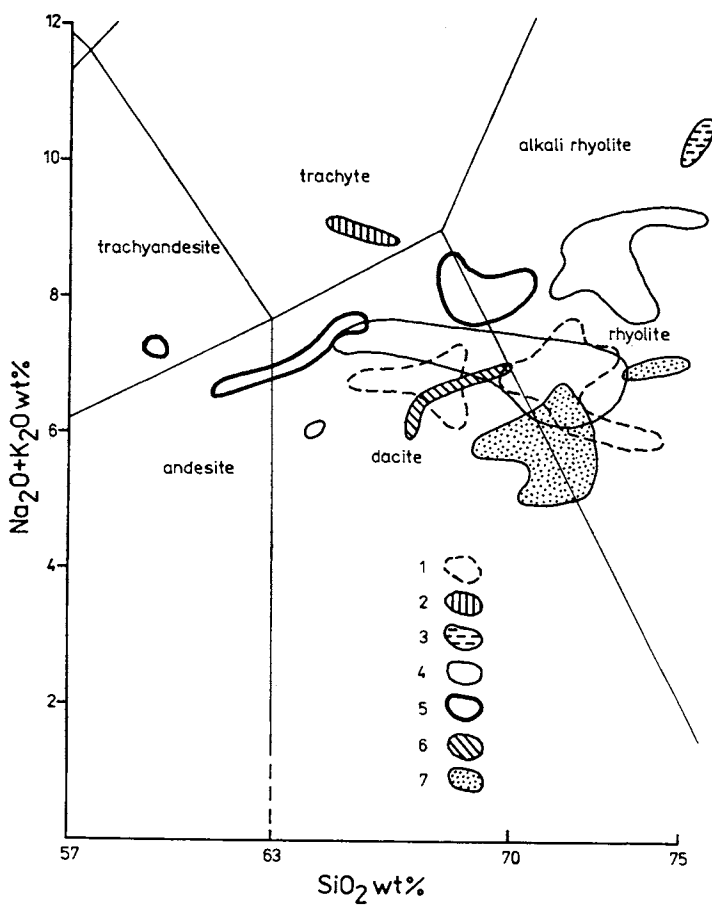 12
10
8
6
4
2
Na₂O+K₂O wt%
alkali rhyolite
trachyte
trachyandesite
rhyolite
dacite
andesite
1
2
3
4
5
6
7
57
63
70
75
SiO₂ wt%